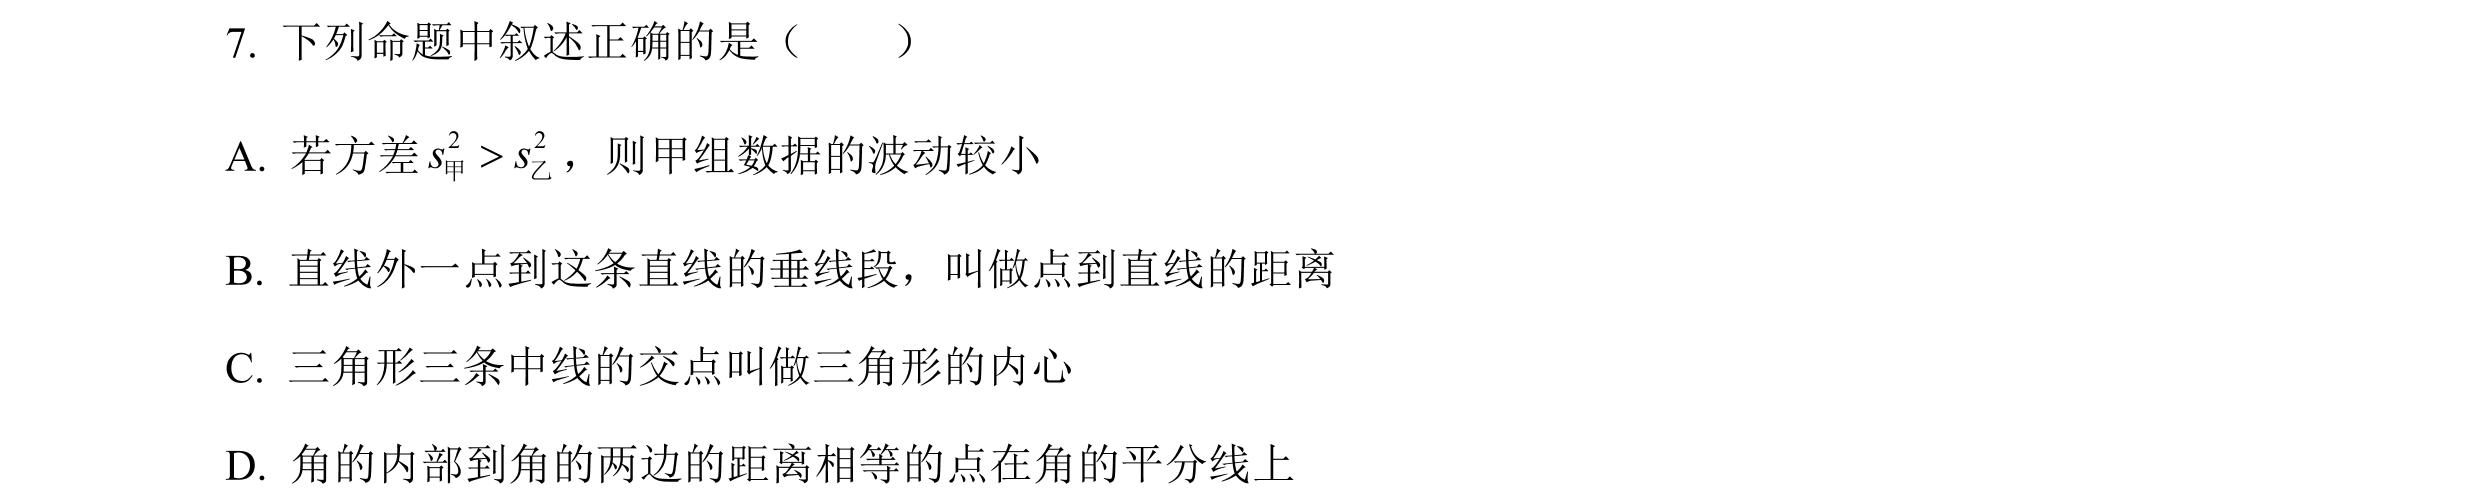 7. 下列命题中叙述正确的是（  ）
A. 若方差 $s_{甲}^{2} > s_{乙}^{2}$，则甲组数据的波动较小
B. 直线外一点到这条直线的垂线段，叫做点到直线的距离
C. 三角形三条中线的交点叫做三角形的内心
D. 角的内部到角的两边的距离相等的点在角的平分线上